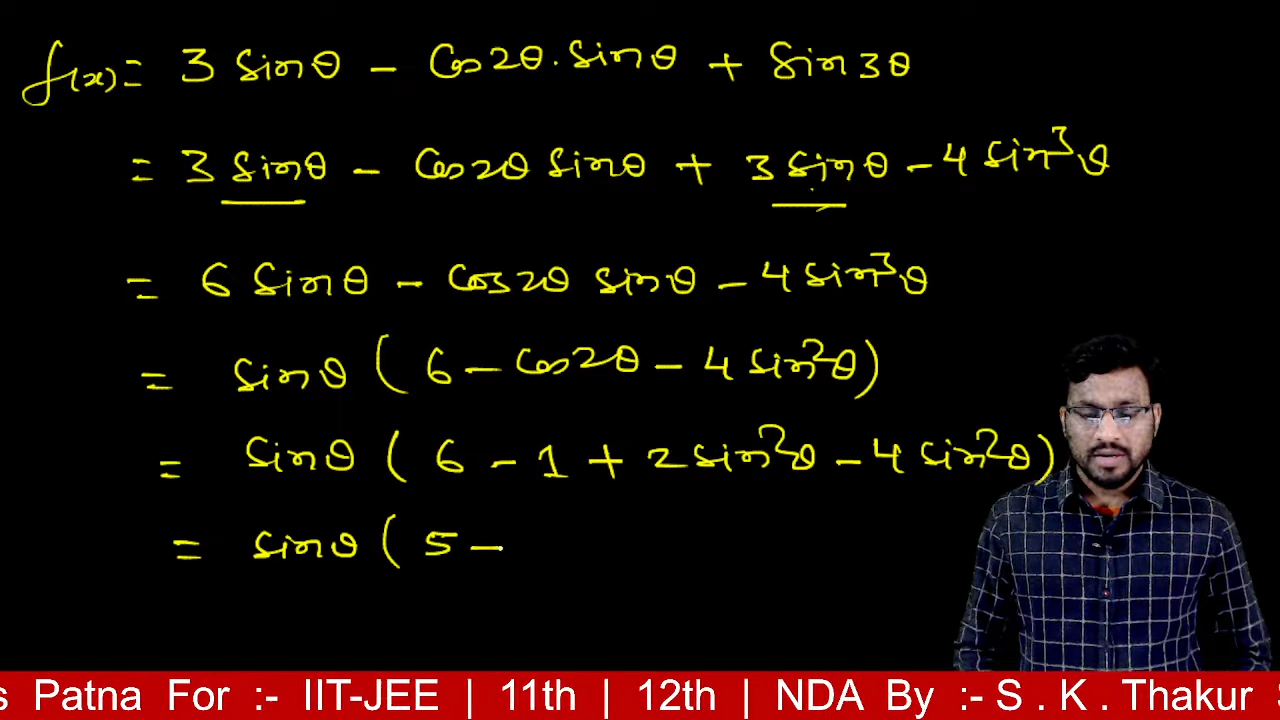 f(x) = 3 sinθ - cos2θ.sinθ + sin3θ
= 3 sinθ - cos2θ sinθ + 3 sinθ - 4 sin³θ
= 6 sinθ - cos2θ sinθ - 4 sin³θ
= sinθ ( 6 - cos2θ - 4 sin²θ)
= sinθ ( 6 - 1 + 2 sin²θ - 4 sin²θ)
= sinθ ( 5 -
s Patna For :- IIT-JEE | 11th | 12th | NDA By :- S . K . Thakur